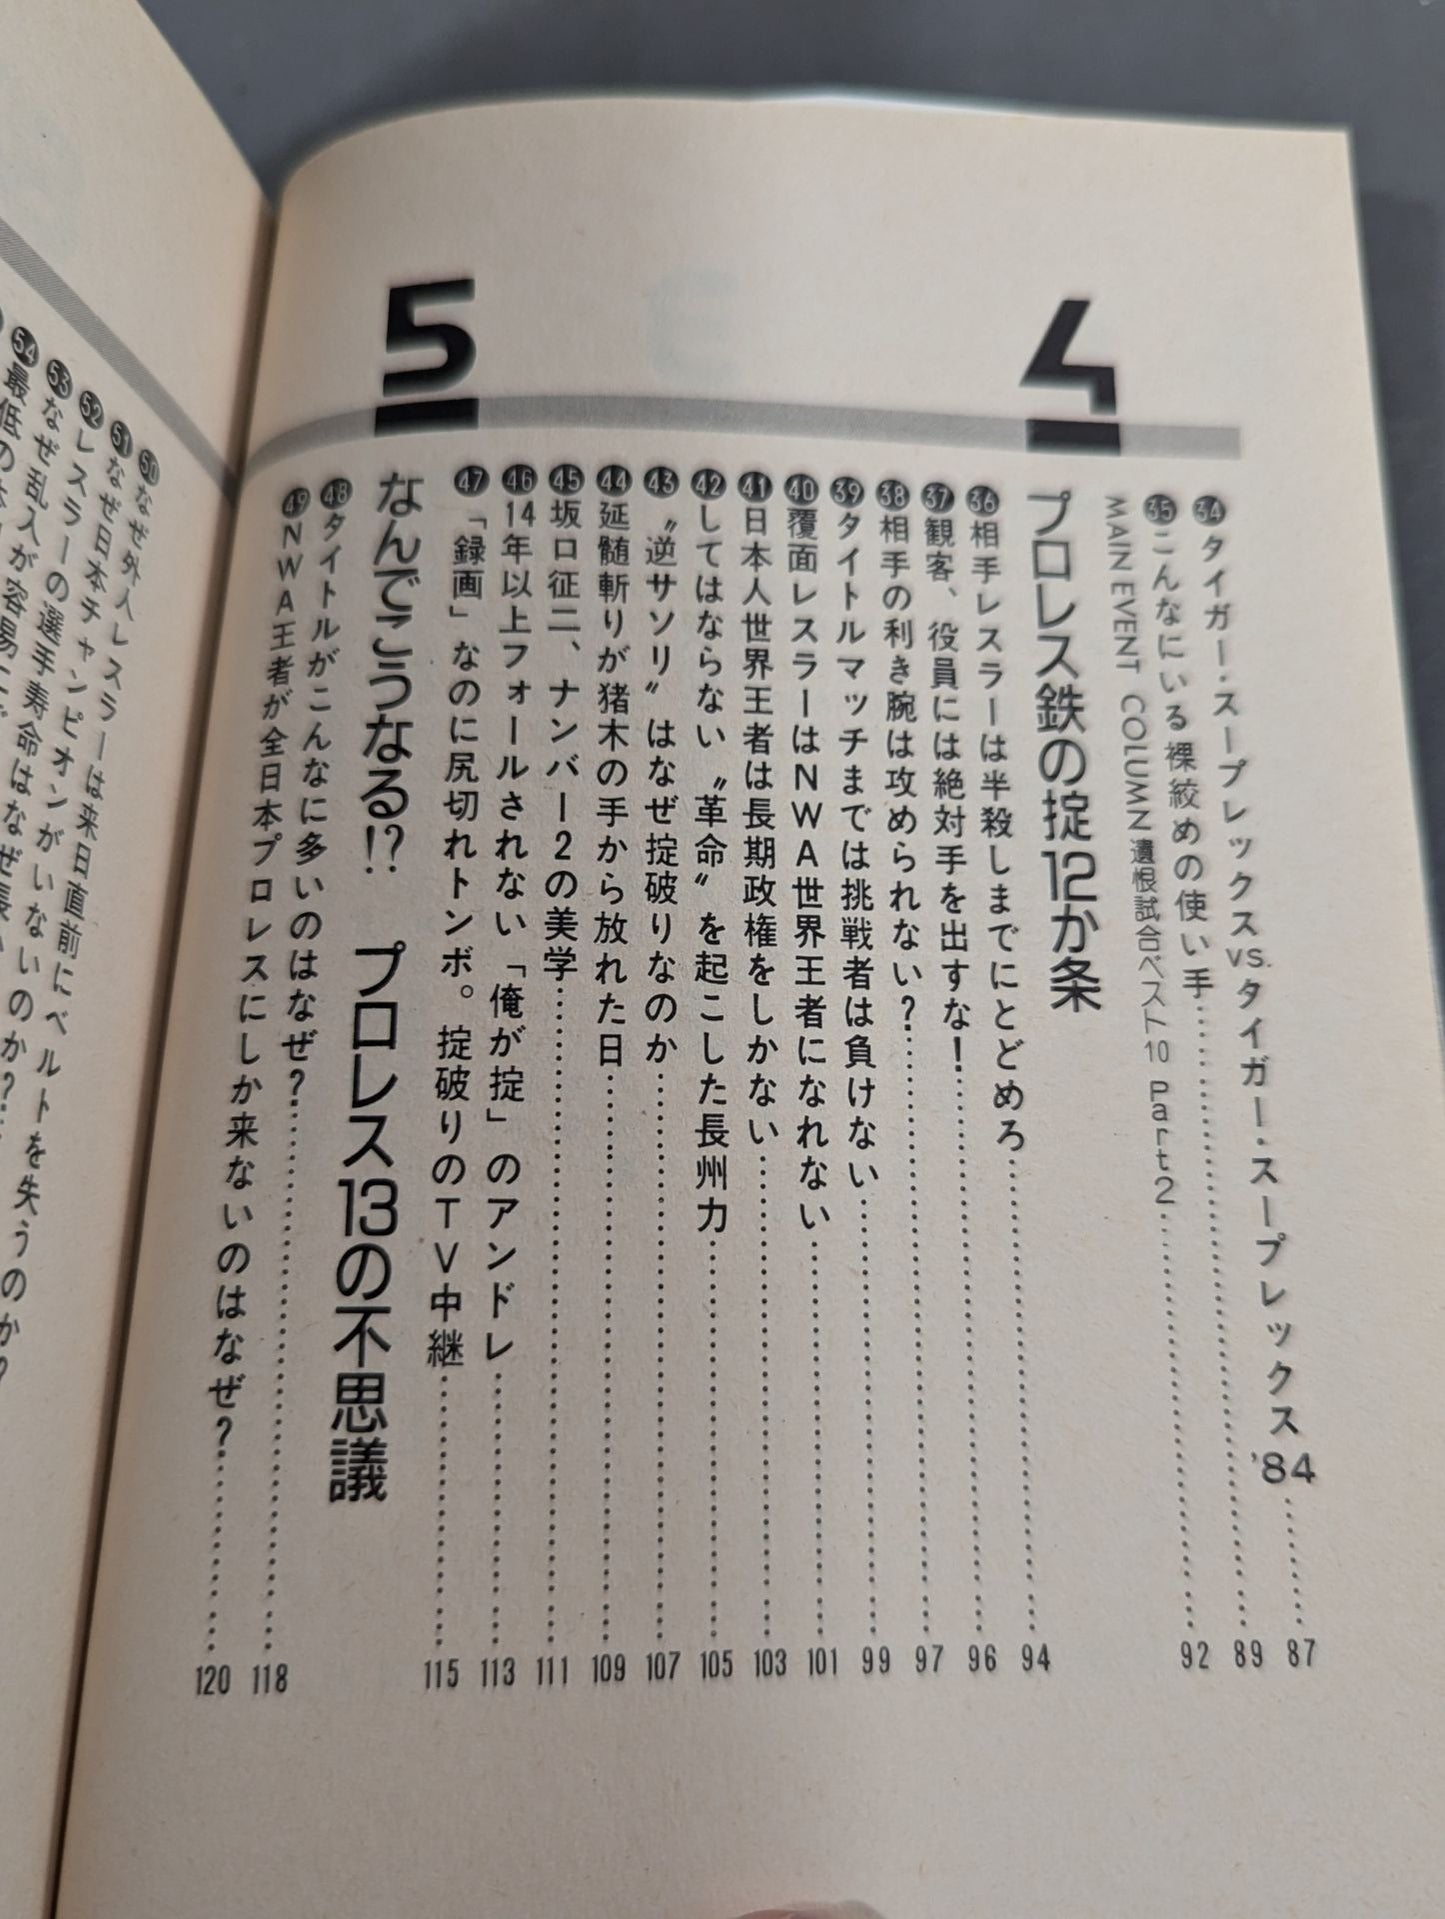 ㉞タイガー・スープレックスvs.タイガー・スープレックス'84……87
㉟こんなにいる裸絞めの使い手……89
MAIN EVENT COLUMN 遺恨試合ベスト10 Part2……92
4
プロレス鉄の掟12か条
㊱相手レスラーは半殺しまでにとどめろ……94
㊲観客、役員には絶対手を出すな!……96
㊳相手の利き腕は攻められない?……97
㊴タイトルマッチまでは挑戦者は負けない……99
㊵覆面レスラーはNWA世界王者になれない……101
㊶日本人世界王者は長期政権をしかない……103
㊷してはならない〝革命〟を起こした長州力……105
㊸〝逆サソリ〟はなぜ掟破りなのか……107
㊹延髄斬りが猪木の手から放れた日……109
㊺坂口征二、ナンバー2の美学……111
㊻14年以上フォールされない「俺が掟」のアンドレ……113
㊼「録画」なのに尻切れトンボ。掟破りのTV中継……115
5
なんでこうなる!? プロレス13の不思議
㊽タイトルがこんなに多いのはなぜ?……118
㊾NWA王者が全日本プロレスにしか来ないのはなぜ?……120
㊿なぜ外人レスラーは来日直前にベルトを失うのか?
51なぜ日本チャンピオンがいないのか?……
52レスラーの選手寿命はなぜ長い
53なぜ乱入が容易に
54最低の